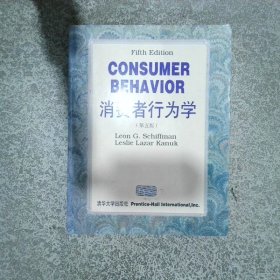 Fifth Edition
CONSUMER
BEHAVIOR
消费者行为学
(第五版)
Leon G. Schiffman
Leslie Lazar Kanuk
清华大学出版社 Prentice-Hall International, Inc.